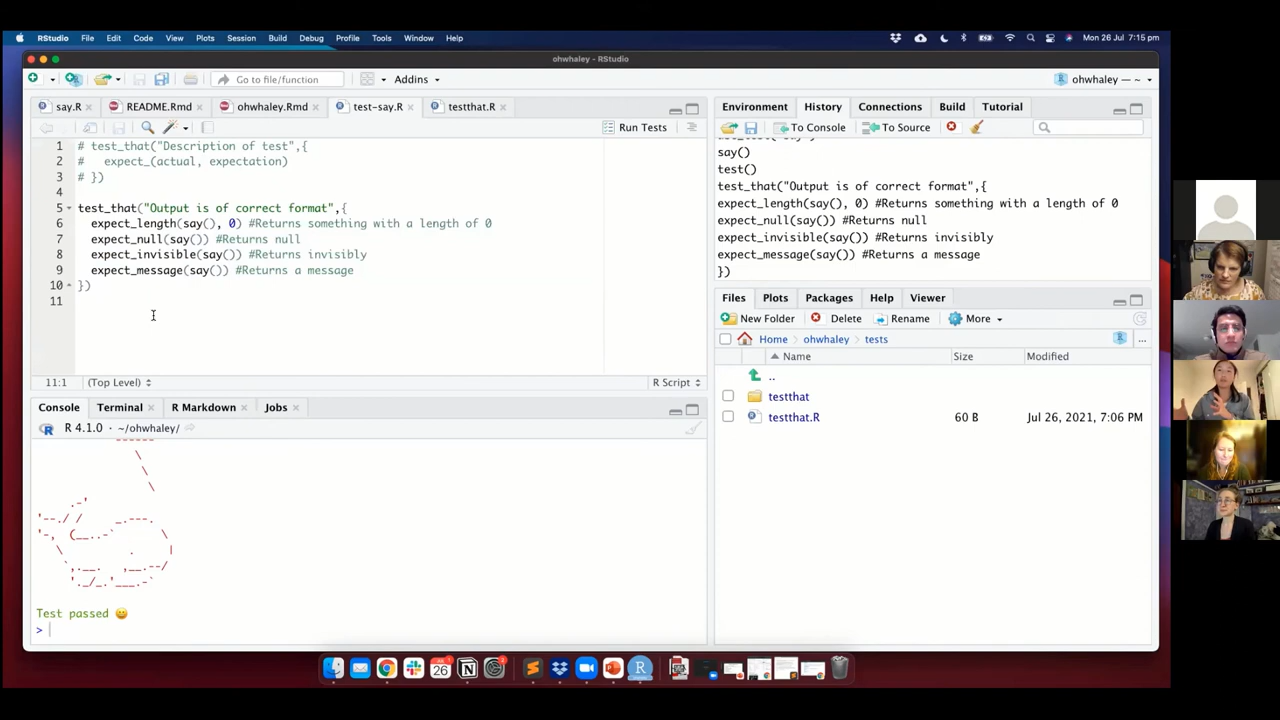 RStudio File Edit Code View Plots Session Build Debug Profile Tools Window Help Mon 26 Jul 7:15 pm
ohwhaley - RStudio
Go to file/function Addins ohwhaley — ~
say.R README.Rmd ohwhaley.Rmd test-say.R testthat.R
Run Tests
1 # test_that("Description of test",{
2 #   expect_(actual, expectation)
3 # })
4
5 test_that("Output is of correct format",{
6   expect_length(say(), 0) #Returns something with a length of 0
7   expect_null(say()) #Returns null
8   expect_invisible(say()) #Returns invisibly
9   expect_message(say()) #Returns a message
10 })
11
11:1 (Top Level) R Script
Console Terminal R Markdown Jobs
R 4.1.0 · ~/ohwhaley/
Test passed 😀
>
Environment History Connections Build Tutorial
To Console To Source
say()
test()
test_that("Output is of correct format",{
expect_length(say(), 0) #Returns something with a length of 0
expect_null(say()) #Returns null
expect_invisible(say()) #Returns invisibly
expect_message(say()) #Returns a message
})
Files Plots Packages Help Viewer
New Folder Delete Rename More
Home ohwhaley tests
Name Size Modified
..
testthat
testthat.R 60 B Jul 26, 2021, 7:06 PM